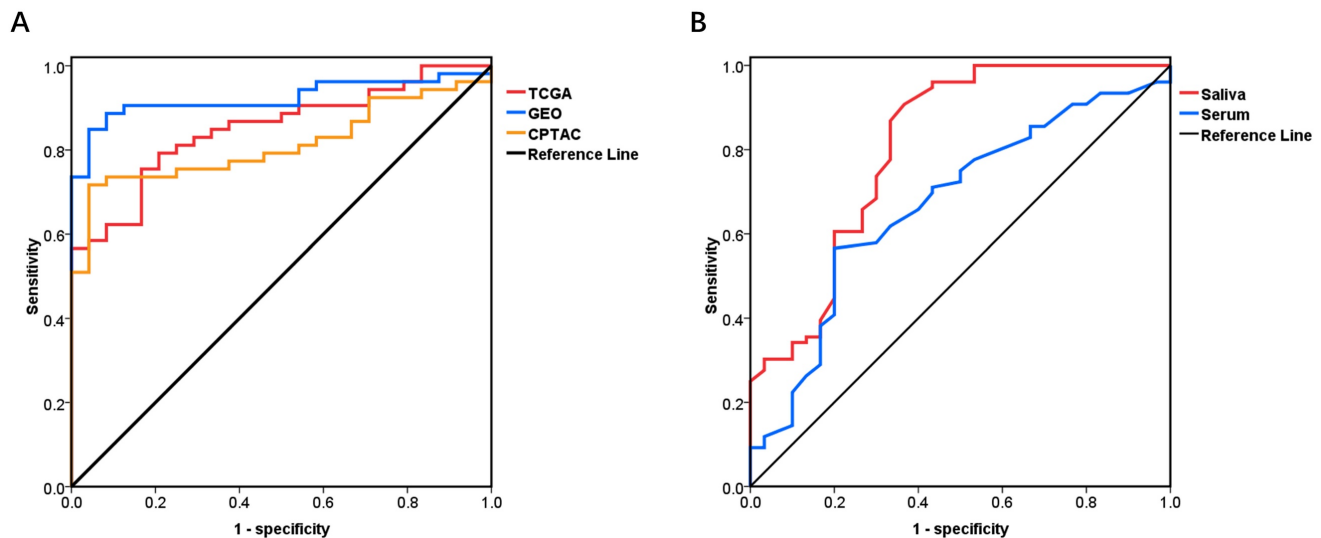 A
B
1.0
0.8
0.6
0.4
0.2
0.0
Sensitivity
0.0 0.2 0.4 0.6 0.8 1.0
1 - specificity
TCGA
GEO
CPTAC
Reference Line
1.0
0.8
0.6
0.4
0.2
0.0
Sensitivity
0.0 0.2 0.4 0.6 0.8 1.0
1 - specificity
Saliva
Serum
Reference Line